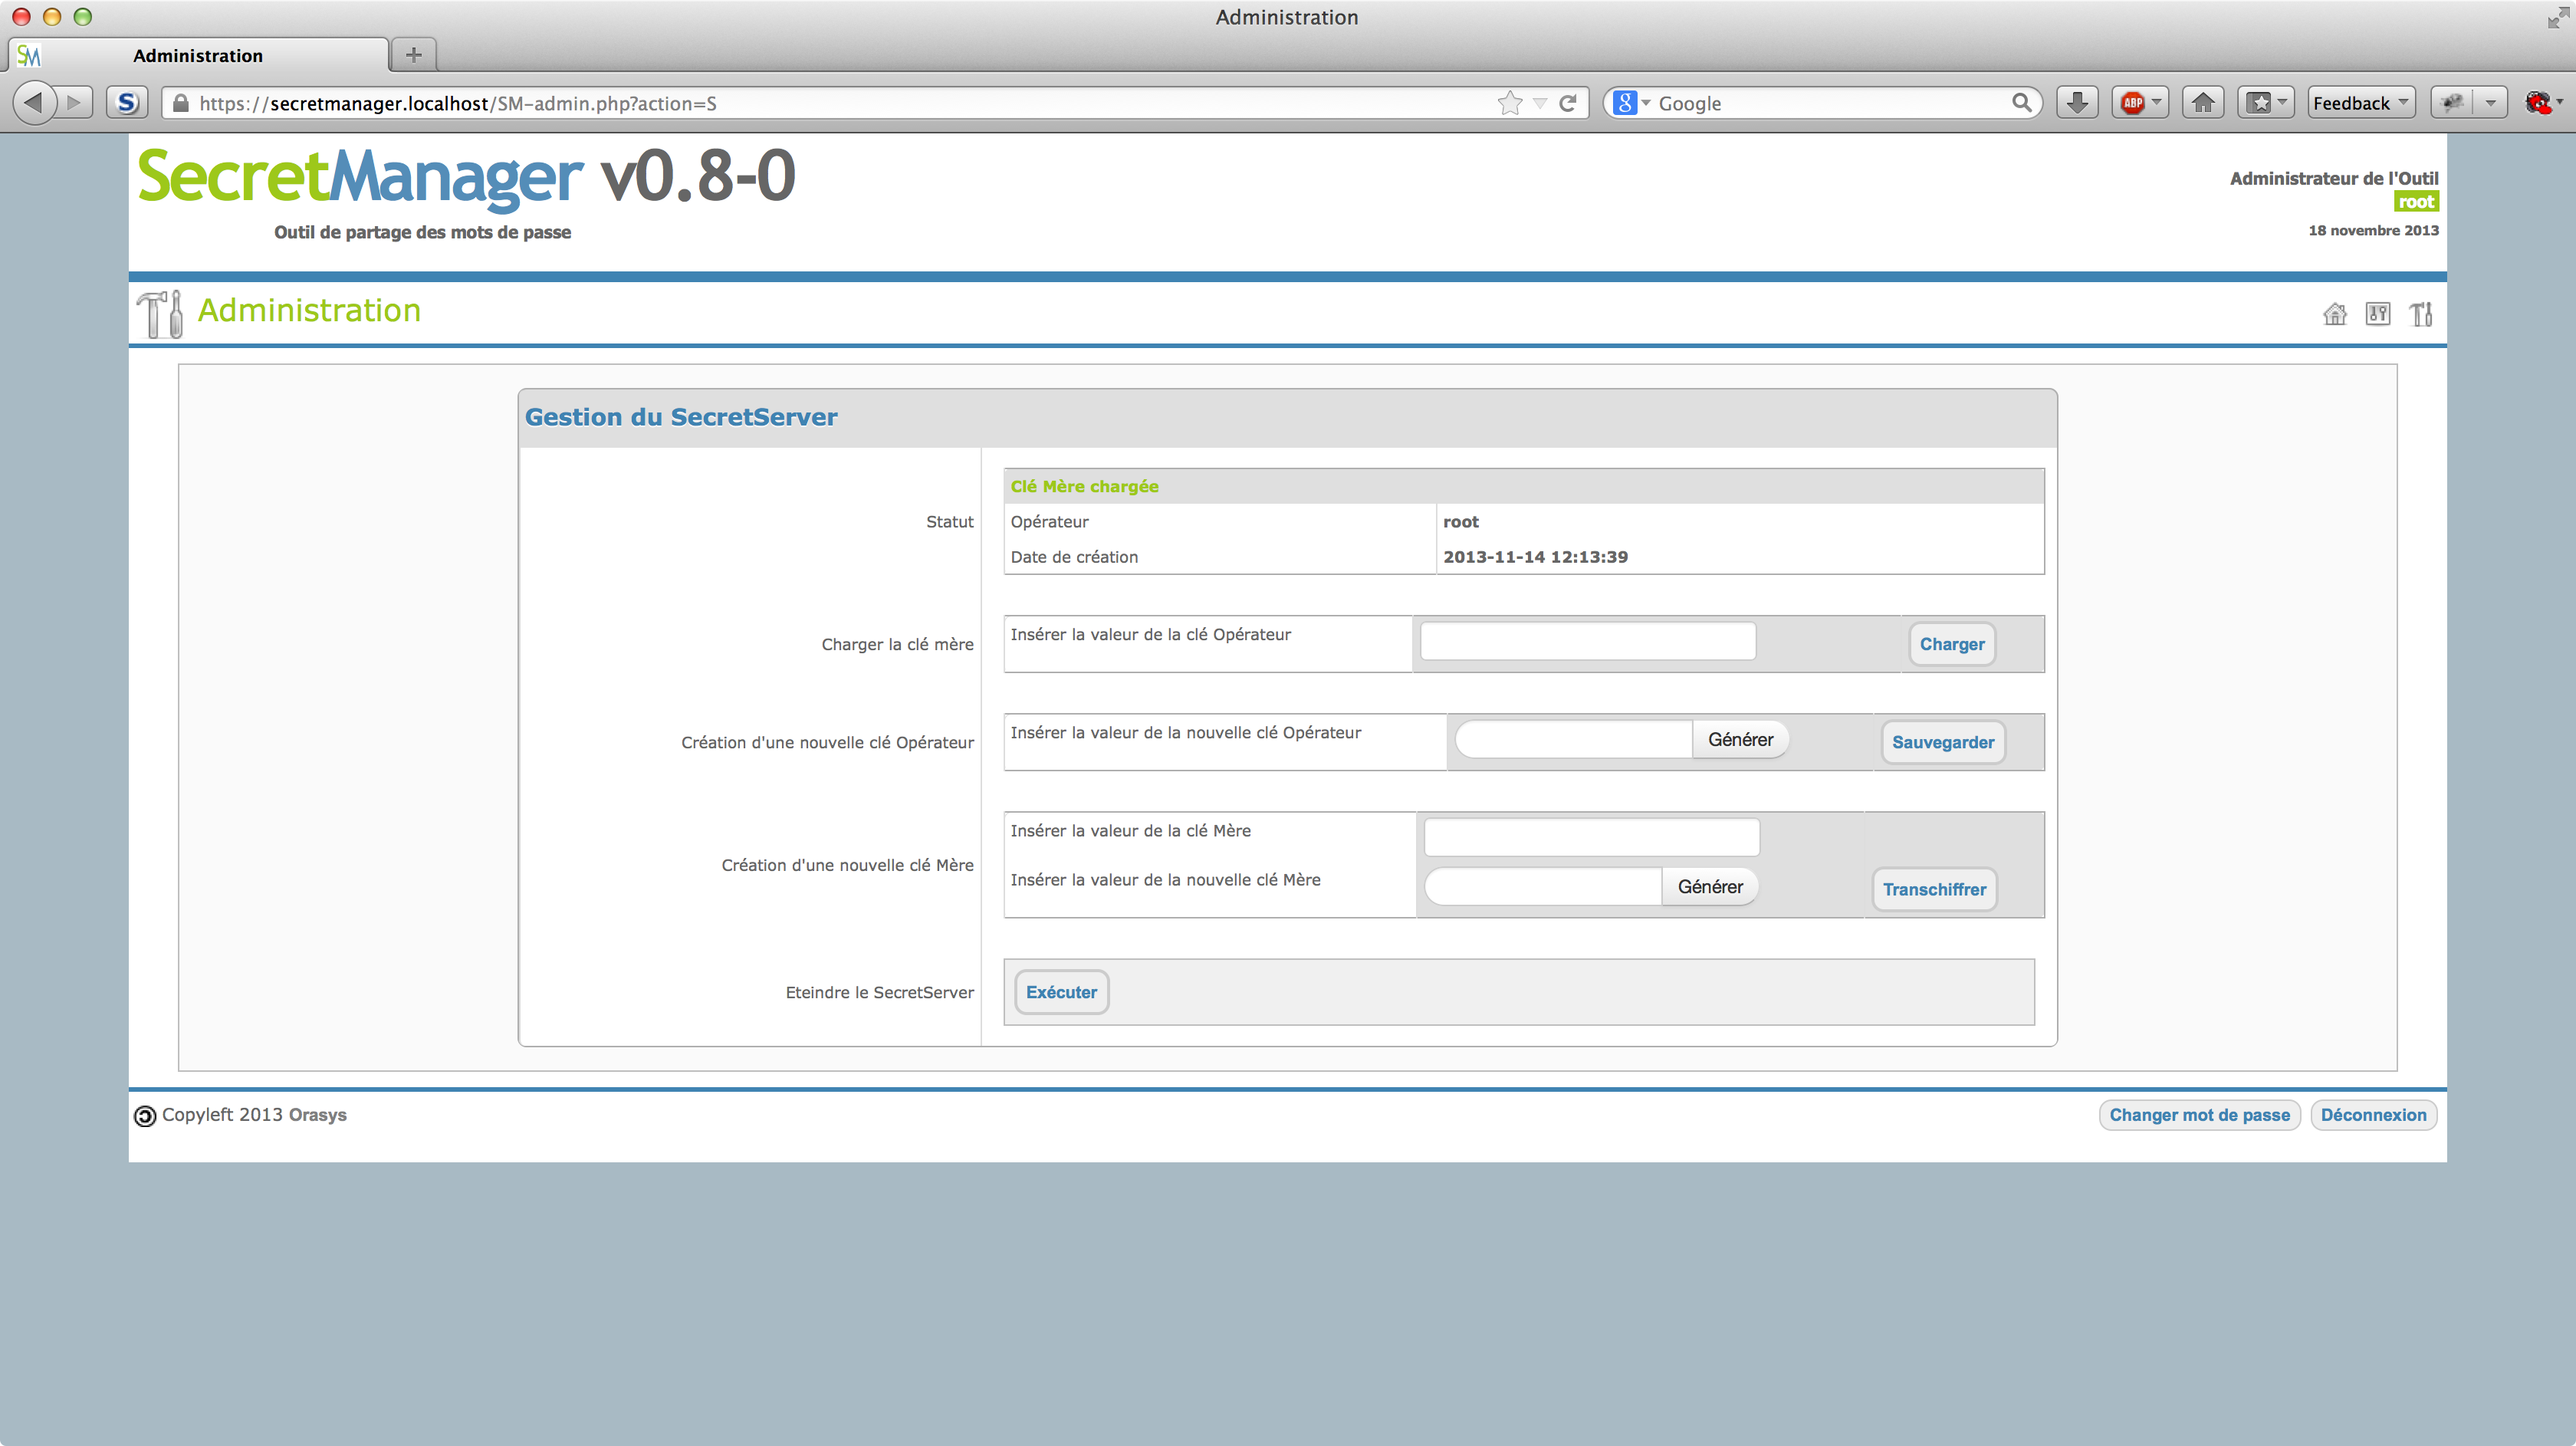 Administration
SM Administration
S https://secretmanager.localhost/SM-admin.php?action=S g Google ABP Feedback
SecretManager v0.8-0
Outil de partage des mots de passe
Administrateur de l'Outil
root
18 novembre 2013
Administration
Gestion du SecretServer
Statut
Clé Mère chargée
Opérateur root
Date de création 2013-11-14 12:13:39
Charger la clé mère
Insérer la valeur de la clé Opérateur Charger
Création d'une nouvelle clé Opérateur
Insérer la valeur de la nouvelle clé Opérateur Générer Sauvegarder
Création d'une nouvelle clé Mère
Insérer la valeur de la clé Mère
Insérer la valeur de la nouvelle clé Mère Générer Transchiffrer
Eteindre le SecretServer Exécuter
Copyleft 2013 Orasys
Changer mot de passe Déconnexion